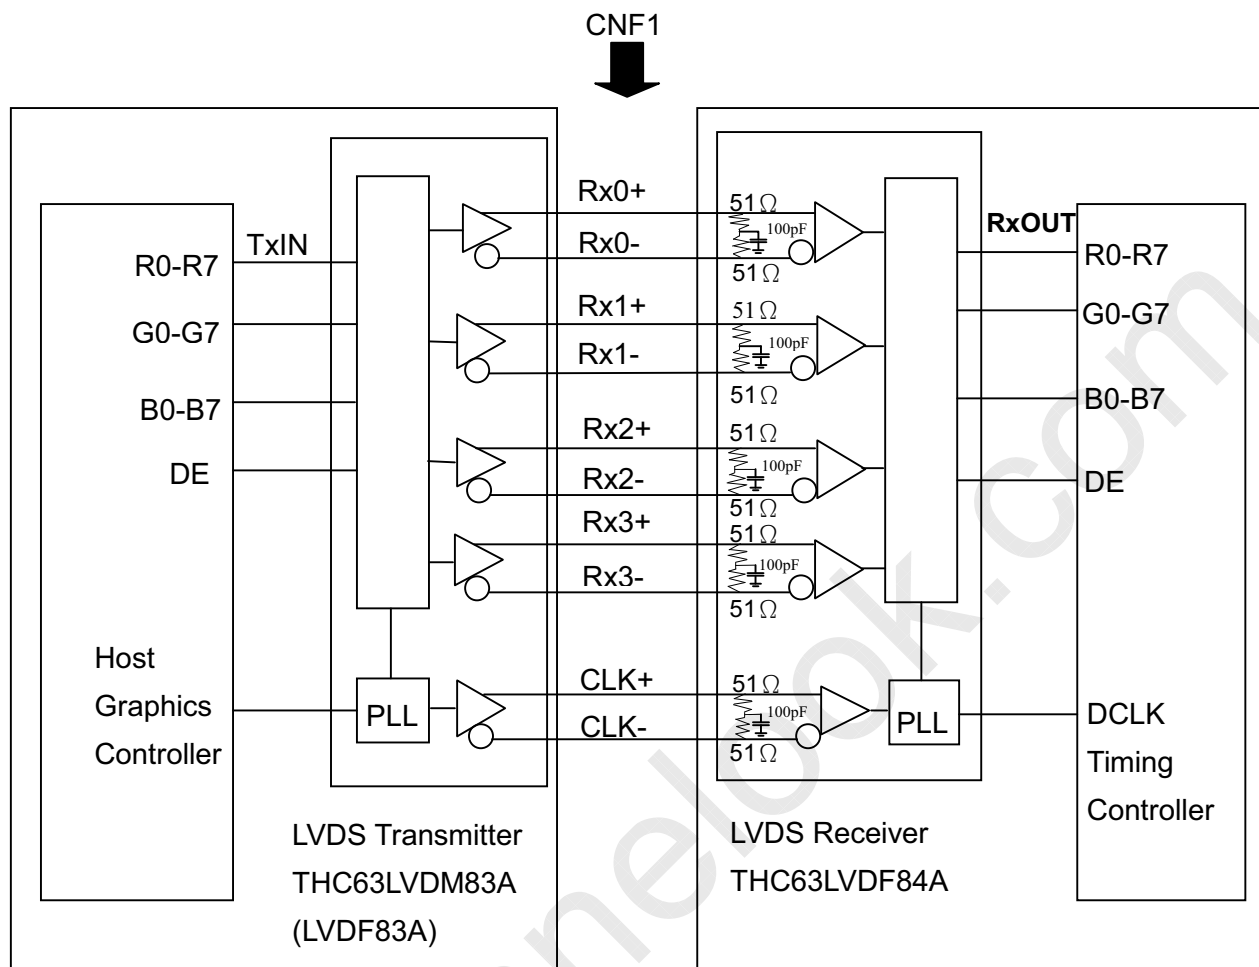 CNF1
R0-R7
G0-G7
B0-B7
DE
Host
Graphics
Controller
TxIN
PLL
LVDS Transmitter
THC63LVDM83A
(LVDF83A)
Rx0+
Rx0-
Rx1+
Rx1-
Rx2+
Rx2-
Rx3+
Rx3-
CLK+
CLK-
51Ω
100pF
51Ω
51Ω
100pF
51Ω
51Ω
100pF
51Ω
51Ω
100pF
51Ω
51Ω
100pF
51Ω
PLL
LVDS Receiver
THC63LVDF84A
RxOUT
R0-R7
G0-G7
B0-B7
DE
DCLK
Timing
Controller
nelook.com